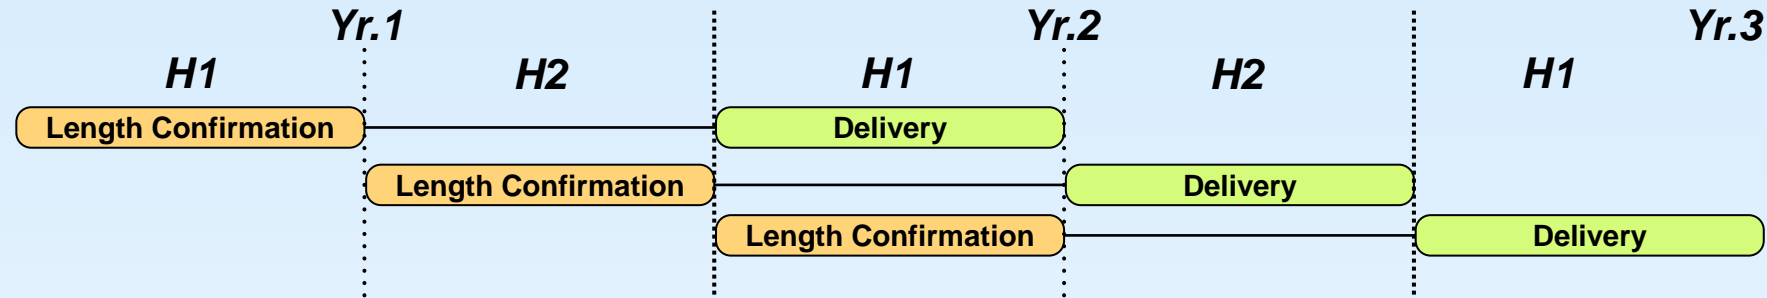 Yr.1 Yr.2 Yr.3
H1 H2 H1 H2 H1
Length Confirmation Delivery
Length Confirmation Delivery
Length Confirmation Delivery